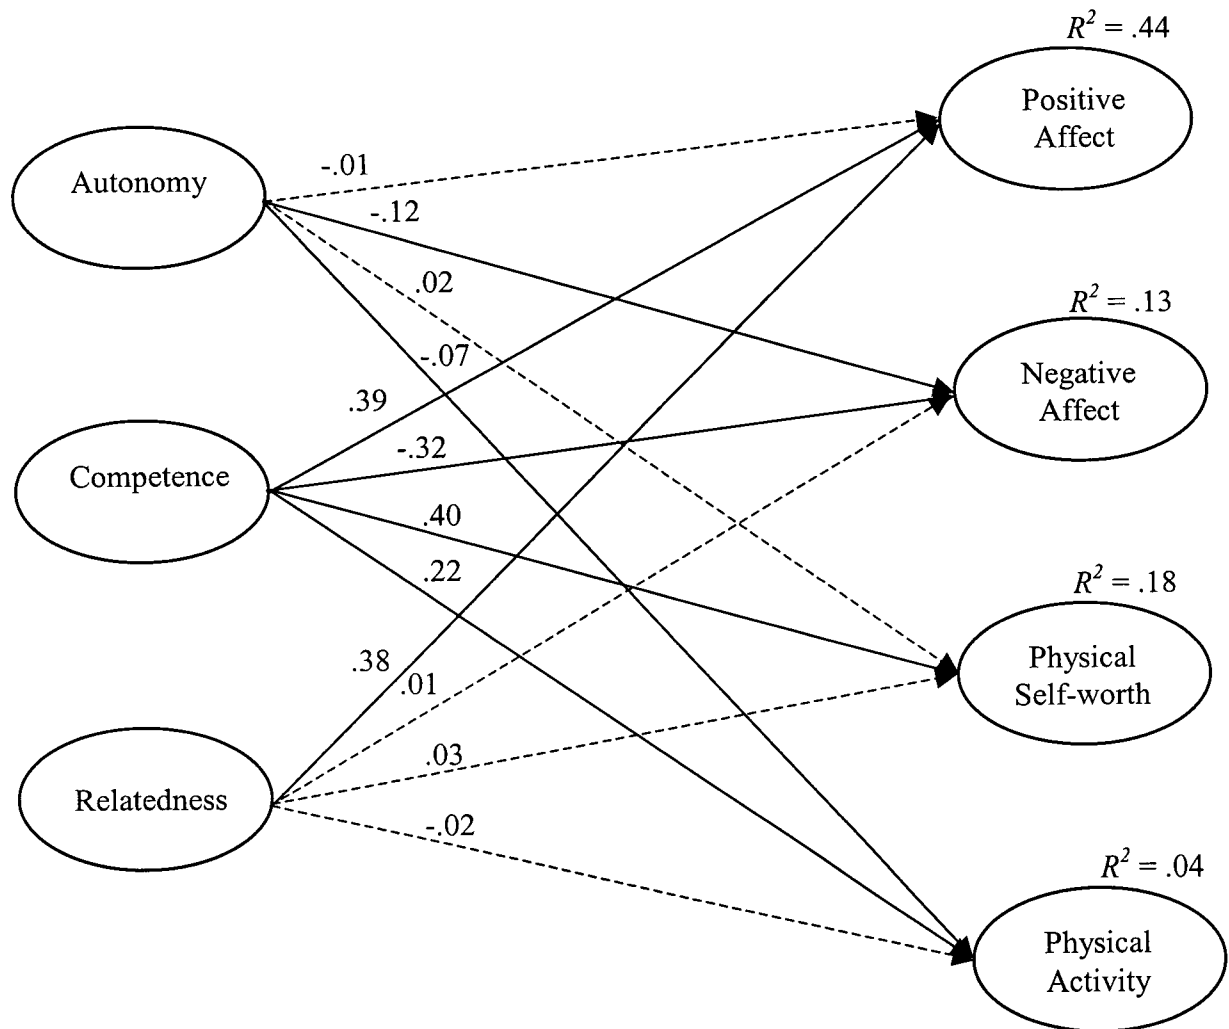 R² = .44
Positive
Affect
Autonomy
-.01
-.12
.02
R² = .13
Negative
Affect
-.07
.39
-.32
Competence
.40
.22
R² = .18
Physical
Self-worth
.38
.01
.03
Relatedness
-.02
R² = .04
Physical
Activity